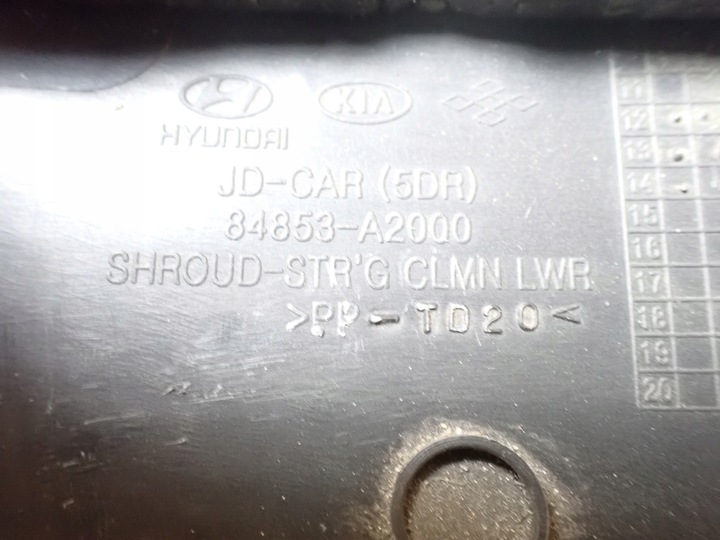 HYUNDAI KIA
JD-CAR (5DR)
84853-A2000
SHROUD-STR'G CLMN LWR
>PP-TD20<
11
12
13
14
15
16
17
18
19
20